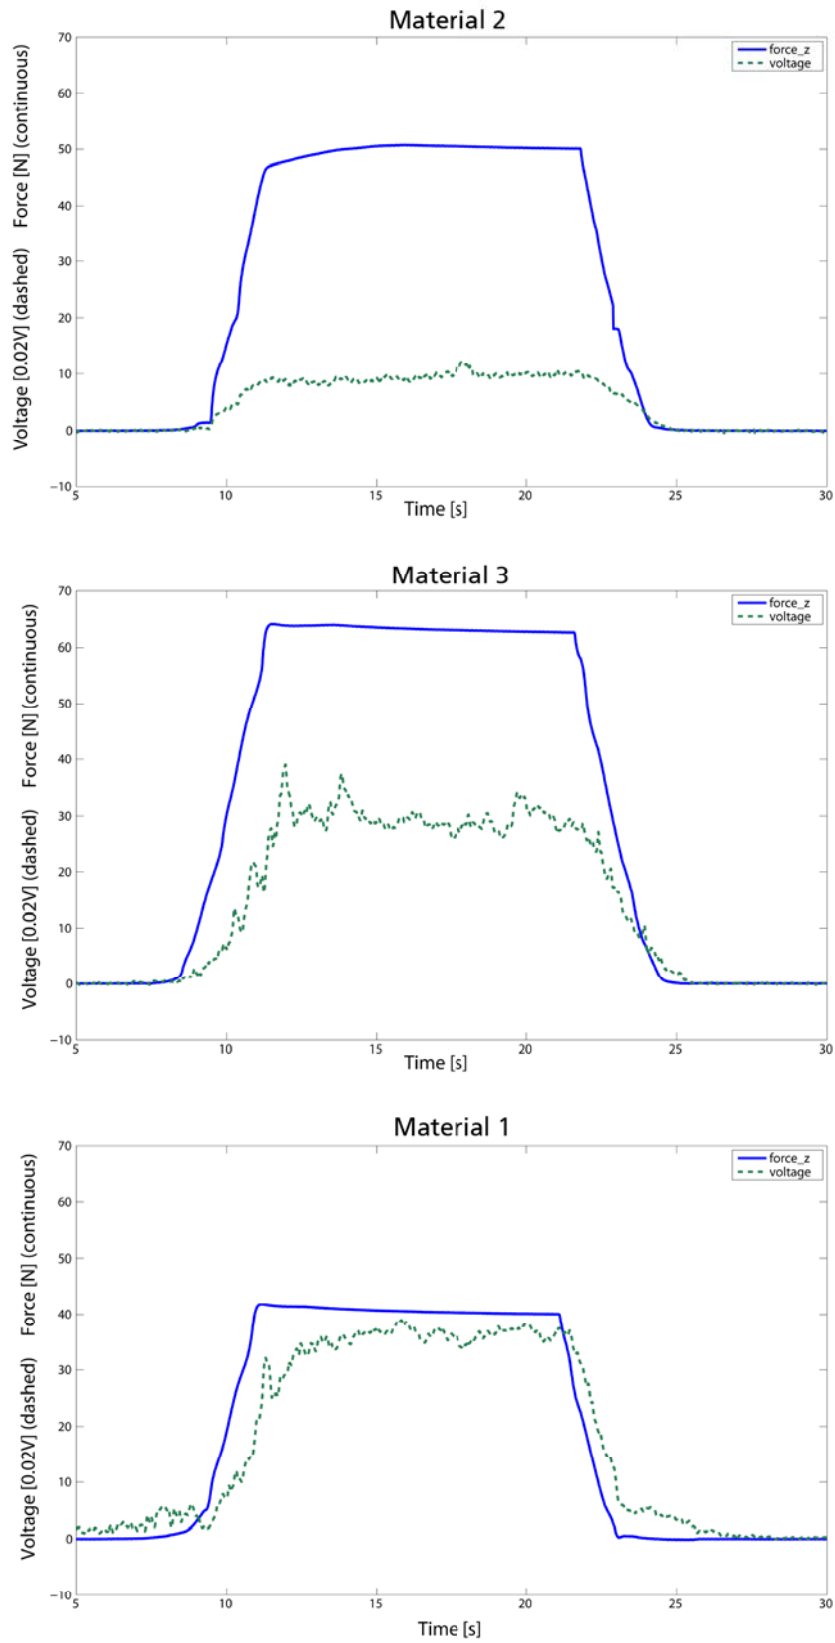 Material 2
Voltage [0.02V] (dashed) Force [N] (continuous)
force_z
voltage
70
60
50
40
30
20
10
0
−10
5 10 15 20 25 30
Time [s]
Material 3
Voltage [0.02V] (dashed) Force [N] (continuous)
force_z
voltage
70
60
50
40
30
20
10
0
−10
5 10 15 20 25 30
Time [s]
Material 1
Voltage [0.02V] (dashed) Force [N] (continuous)
force_z
voltage
70
60
50
40
30
20
10
0
−10
5 10 15 20 25 30
Time [s]